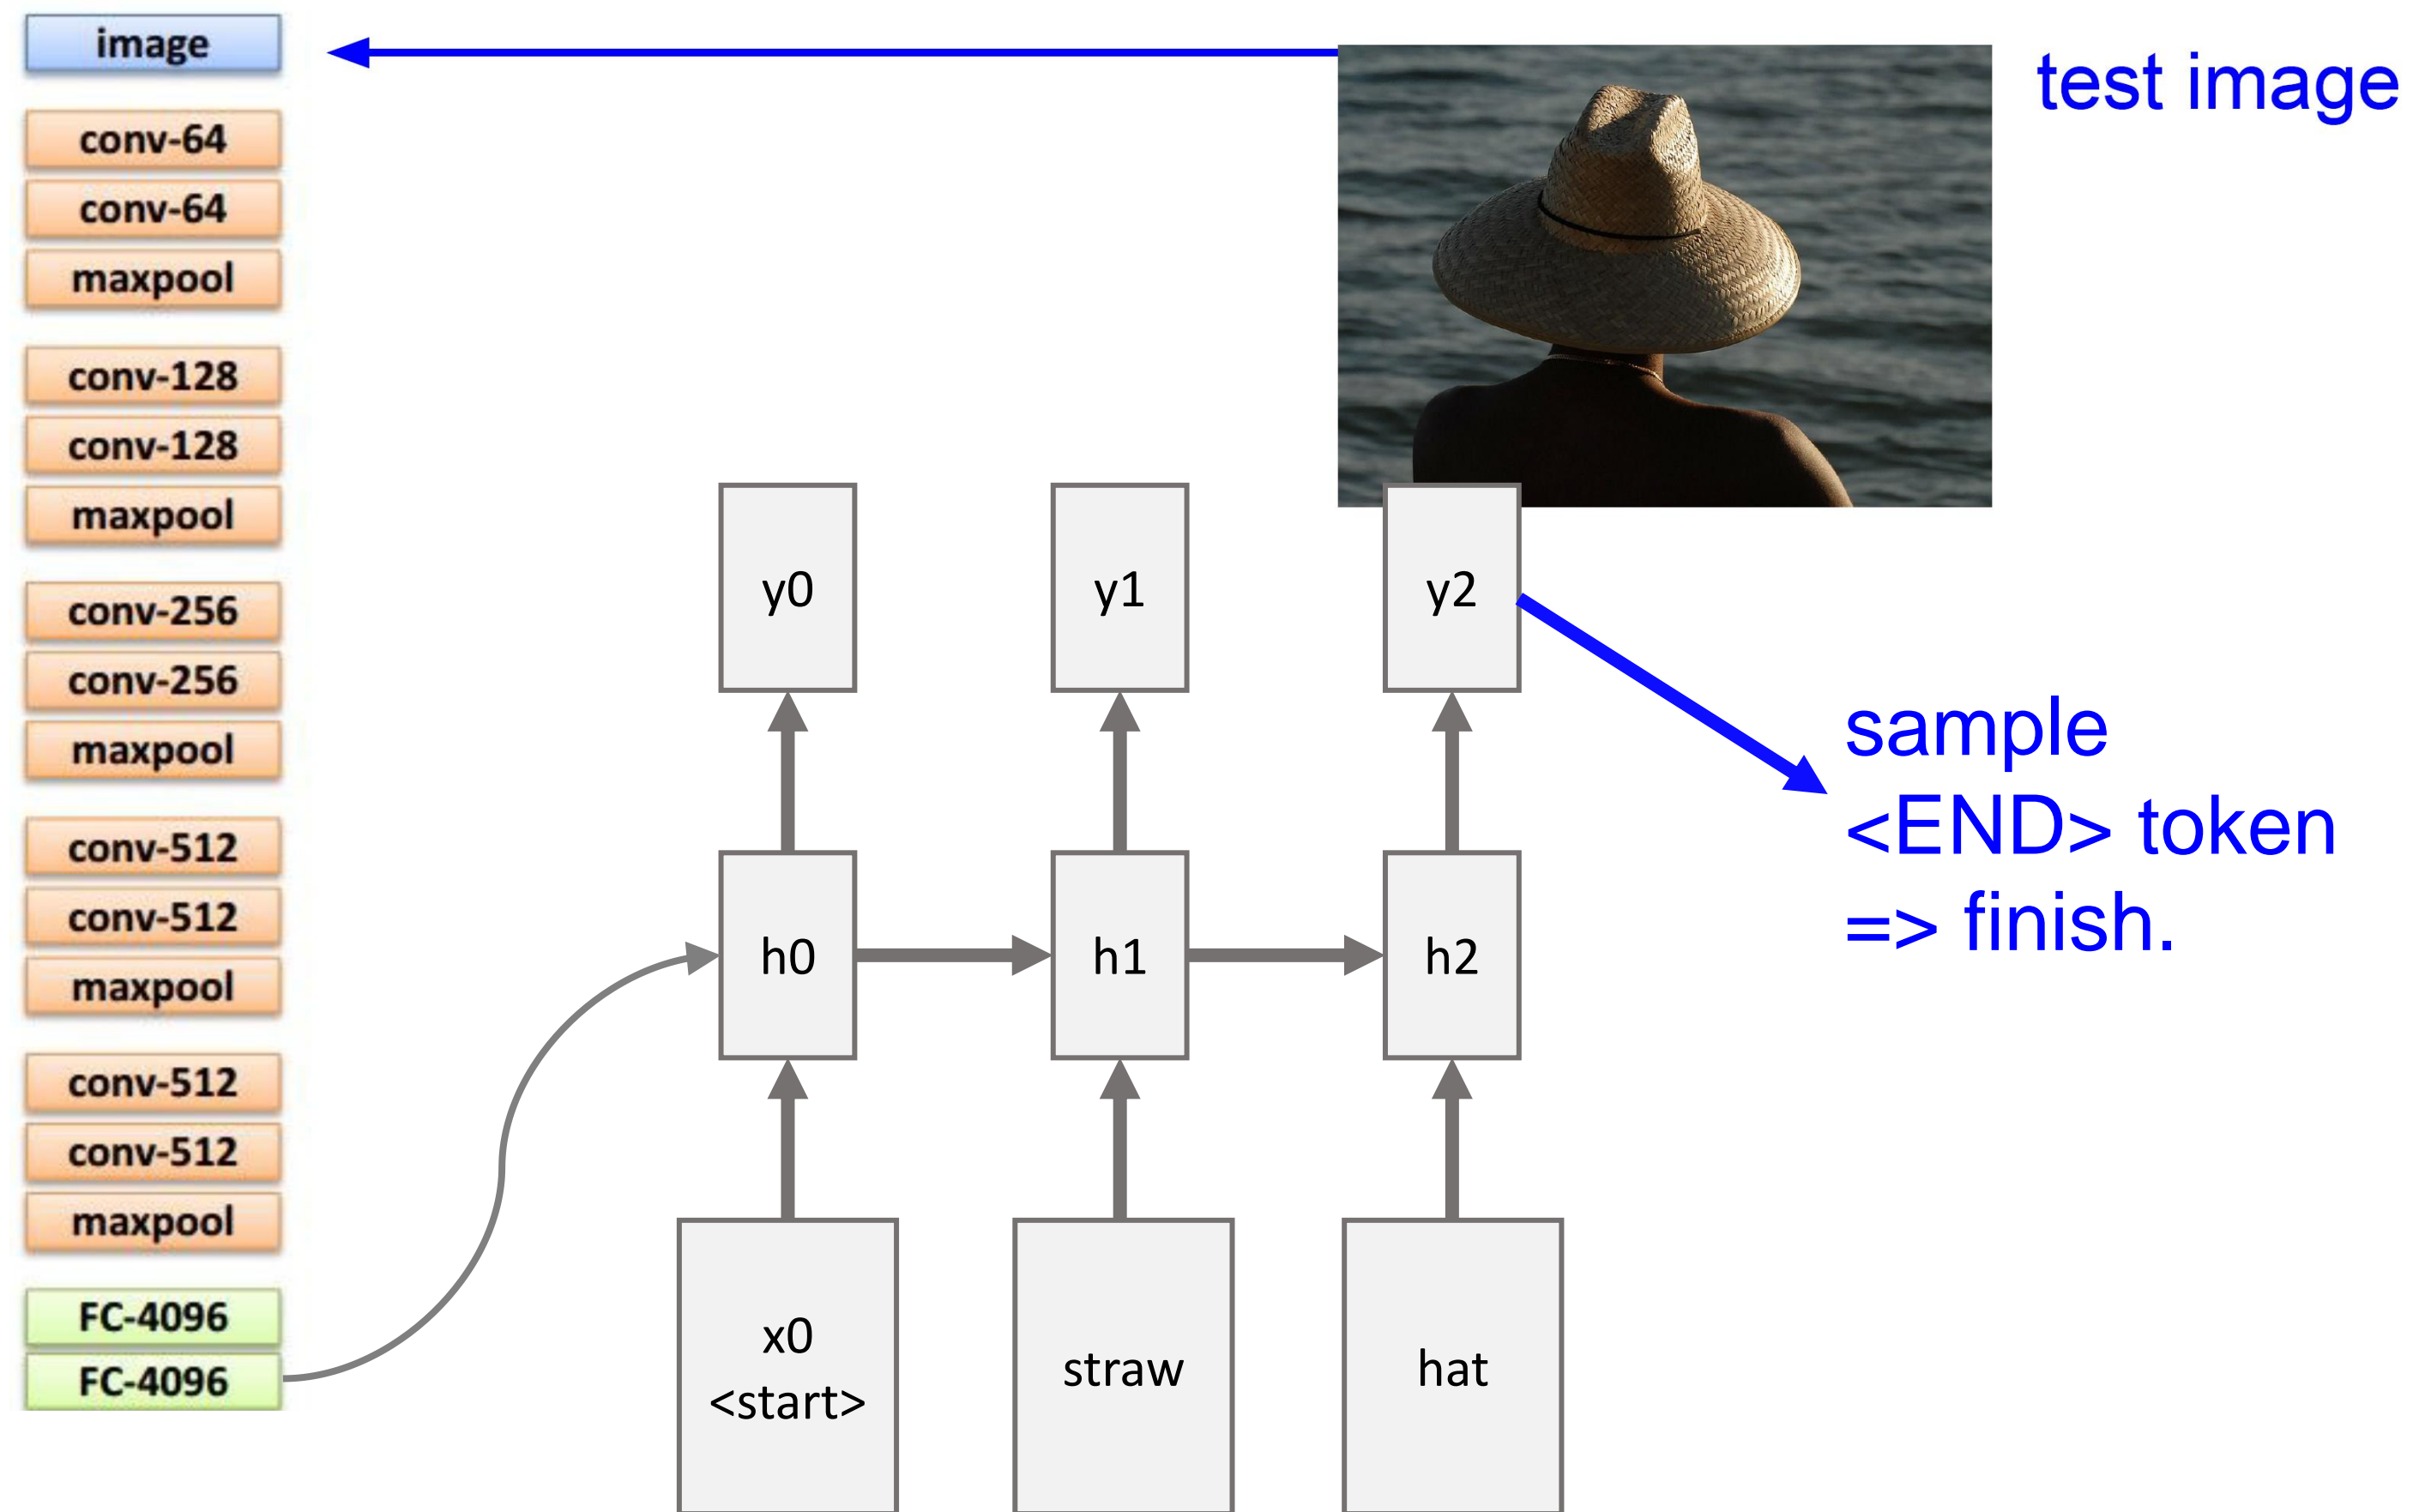 image
conv-64
conv-64
maxpool
conv-128
conv-128
maxpool
conv-256
conv-256
maxpool
conv-512
conv-512
maxpool
conv-512
conv-512
maxpool
FC-4096
FC-4096
test image
y0
y1
y2
sample
<END> token
=> finish.
h0
h1
h2
x0
<start>
straw
hat